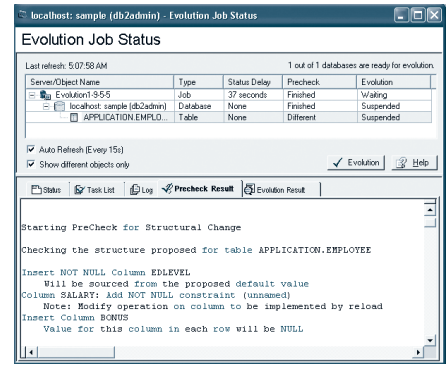 localhost: sample (db2admin) - Evolution Job Status
Evolution Job Status
Last refresh: 5:07:58 AM
1 out of 1 databases are ready for evolution.
Server/Object Name Type Status Delay Precheck Evolution
Evolution1-9-5-5 Job 37 seconds Finished Waiting
localhost: sample (db2admin) Database None Finished Suspended
APPLICATION.EMPLO... Table None Different Suspended
Auto Refresh (Every 15s)
Show different objects only
Evolution Help
Status Task List Log Precheck Result Evolution Result
Starting PreCheck for Structural Change
Checking the structure proposed for table APPLICATION.EMPLOYEE
Insert NOT NULL Column EDLEVEL
Will be sourced from the proposed default value
Column SALARY: Add NOT NULL constraint (unnamed)
Note: Modify operation on column to be implemented by reload
Insert Column BONUS
Value for this column in each row will be NULL